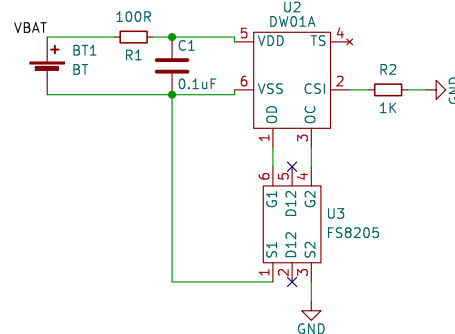 U2
DW01A
100R
VBAT
R1
BT1
BT
C1
0.1uF
5
VDD
TS
4
6
VSS
CSI
2
OD
OC
1
3
R2
1K
GND
6
5
4
G1
D12
G2
U3
FS8205
S1
D12
S2
1
2
3
GND